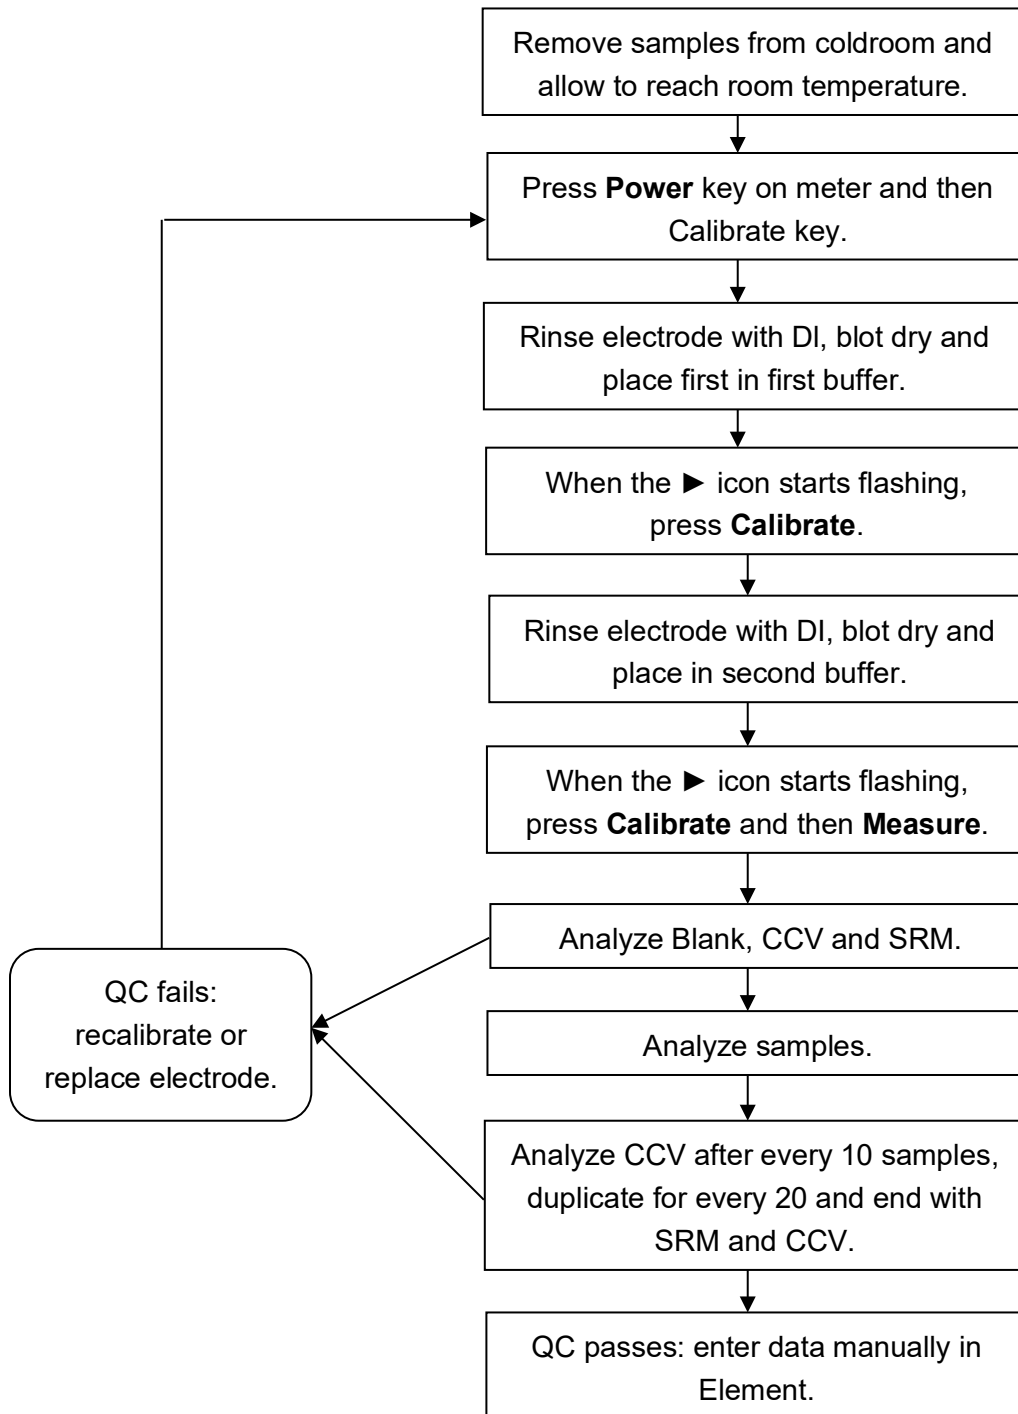 Remove samples from coldroom and
allow to reach room temperature.
Press Power key on meter and then
Calibrate key.
Rinse electrode with DI, blot dry and
place first in first buffer.
When the ► icon starts flashing,
press Calibrate.
Rinse electrode with DI, blot dry and
place in second buffer.
When the ► icon starts flashing,
press Calibrate and then Measure.
Analyze Blank, CCV and SRM.
QC fails:
recalibrate or
replace electrode.
Analyze samples.
Analyze CCV after every 10 samples,
duplicate for every 20 and end with
SRM and CCV.
QC passes: enter data manually in
Element.